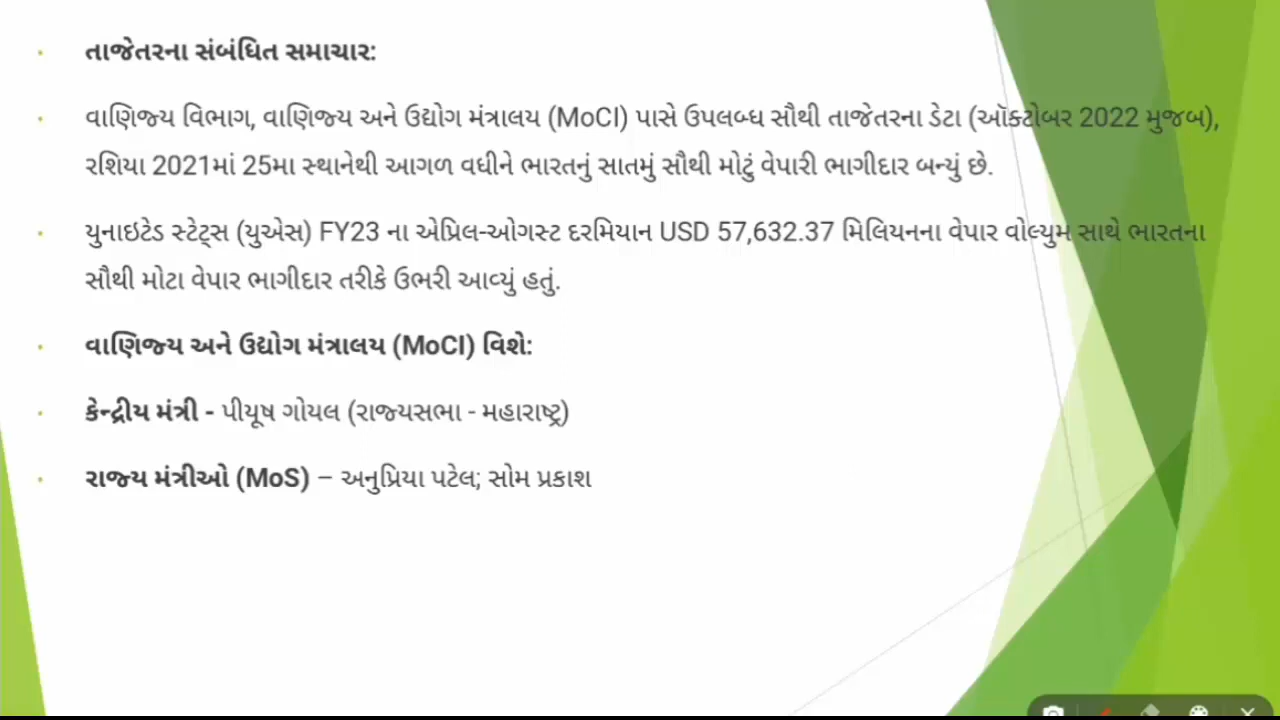 તાજેતરના સંબંધિત સમાચાર:
વાણિજ્ય વિભાગ, વાણિજ્ય અને ઉદ્યોગ મંત્રાલય (MoCI) પાસે ઉપલબ્ધ સૌથી તાજેતરના ડેટા (ઑક્ટોબર 2022 મુજબ),
રશિયા 2021માં 25મા સ્થાનેથી આગળ વધીને ભારતનું સાતમું સૌથી મોટું વેપારી ભાગીદાર બન્યું છે.
યુનાઇટેડ સ્ટેટ્સ (યુએસ) FY23 ના એપ્રિલ-ઓગસ્ટ દરમિયાન USD 57,632.37 મિલિયનના વેપાર વોલ્યુમ સાથે ભારતના
સૌથી મોટા વેપાર ભાગીદાર તરીકે ઉભરી આવ્યું હતું.
વાણિજ્ય અને ઉદ્યોગ મંત્રાલય (MoCI) વિશે:
કેન્દ્રીય મંત્રી - પીયૂષ ગોયલ (રાજ્યસભા - મહારાષ્ટ્ર)
રાજ્ય મંત્રીઓ (MoS) – અનુપ્રિયા પટેલ; સોમ પ્રકાશ